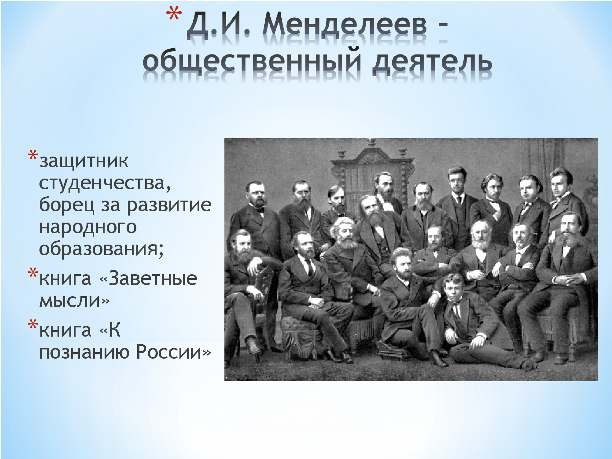 * Д.И. Менделеев –
общественный деятель
* защитник
студенчества,
борец за развитие
народного
образования;
* книга «Заветные
мысли»
* книга «К
познанию России»